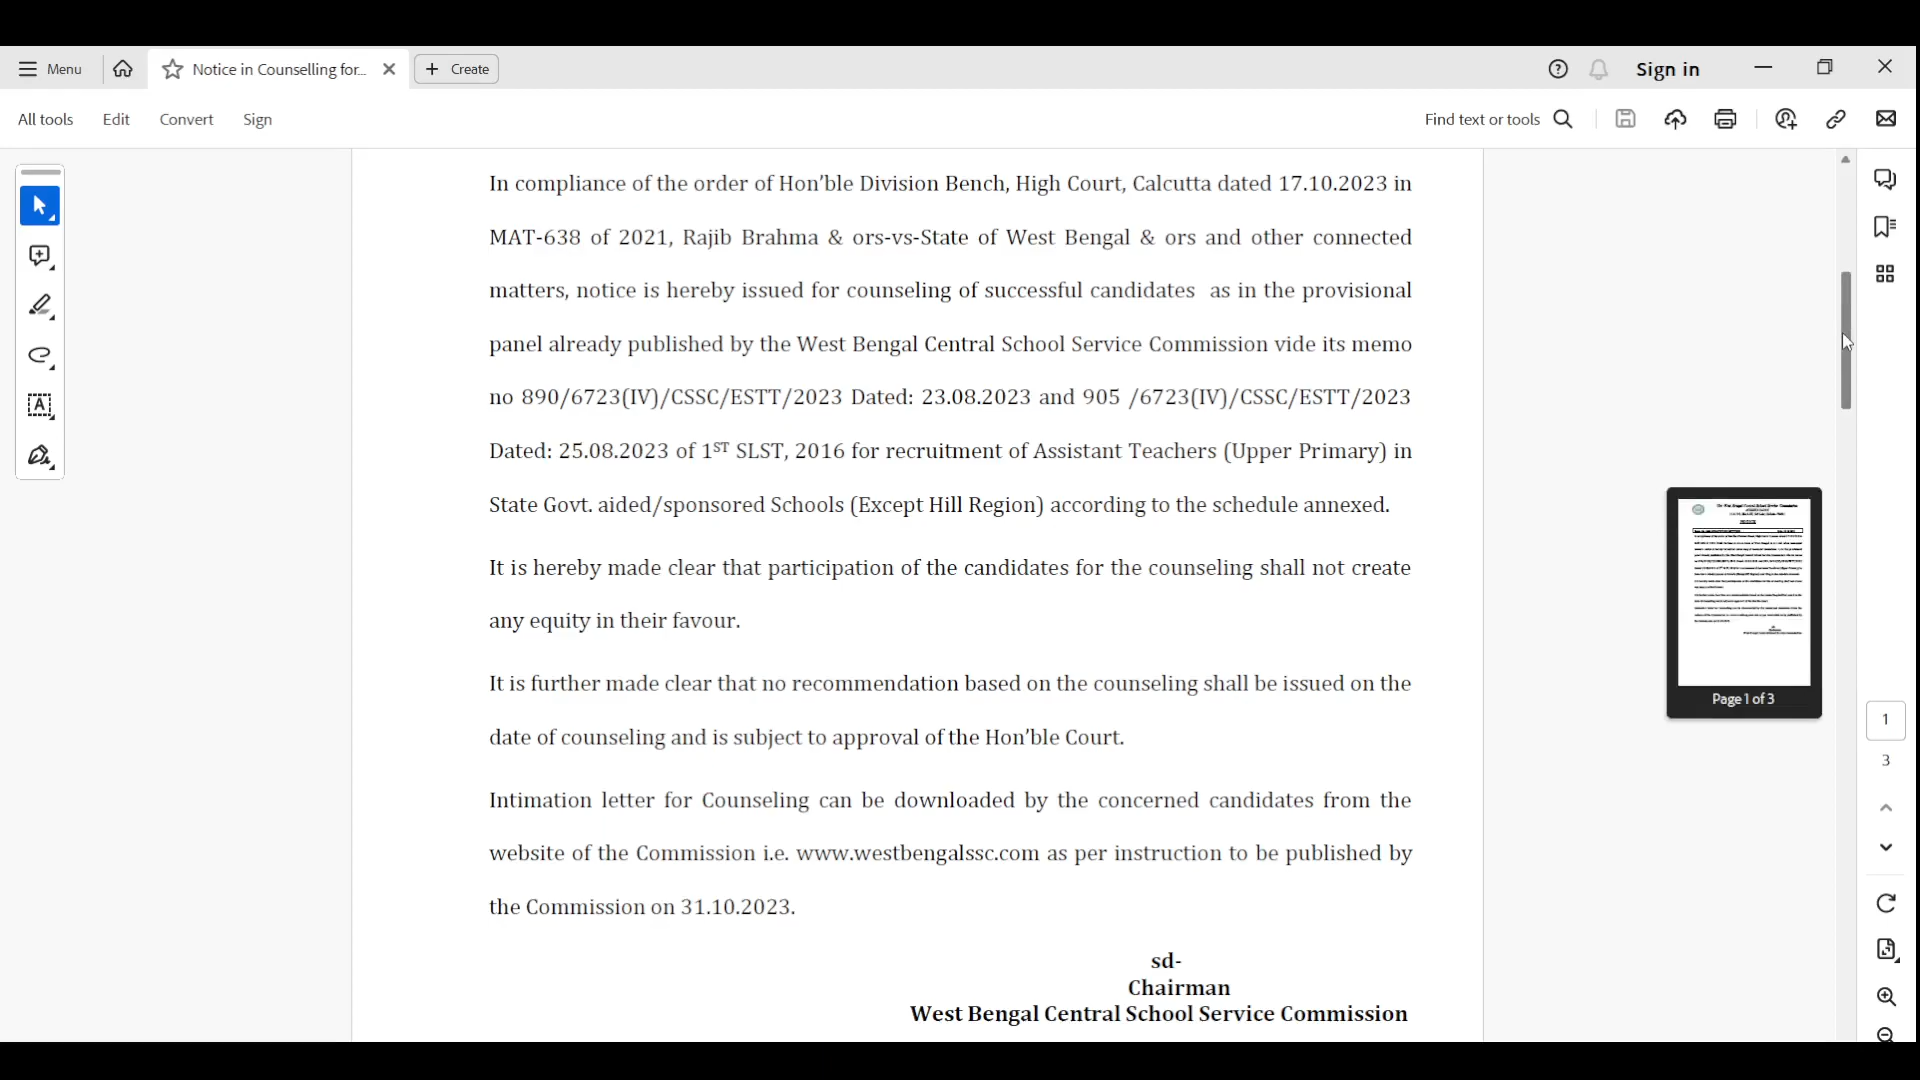 Menu
Notice in Counselling for...
Create
Sign in
All tools
Edit
Convert
Sign
Find text or tools
In compliance of the order of Hon’ble Division Bench, High Court, Calcutta dated 17.10.2023 in
MAT-638 of 2021, Rajib Brahma & ors-vs-State of West Bengal & ors and other connected
matters, notice is hereby issued for counseling of successful candidates as in the provisional
panel already published by the West Bengal Central School Service Commission vide its memo
no 890/6723(IV)/CSSC/ESTT/2023 Dated: 23.08.2023 and 905 /6723(IV)/CSSC/ESTT/2023
Dated: 25.08.2023 of 1ST SLST, 2016 for recruitment of Assistant Teachers (Upper Primary) in
State Govt. aided/sponsored Schools (Except Hill Region) according to the schedule annexed.
It is hereby made clear that participation of the candidates for the counseling shall not create
any equity in their favour.
It is further made clear that no recommendation based on the counseling shall be issued on the
date of counseling and is subject to approval of the Hon’ble Court.
Intimation letter for Counseling can be downloaded by the concerned candidates from the
website of the Commission i.e. www.westbengalssc.com as per instruction to be published by
the Commission on 31.10.2023.
sd-
Chairman
West Bengal Central School Service Commission
Page 1 of 3
1
3